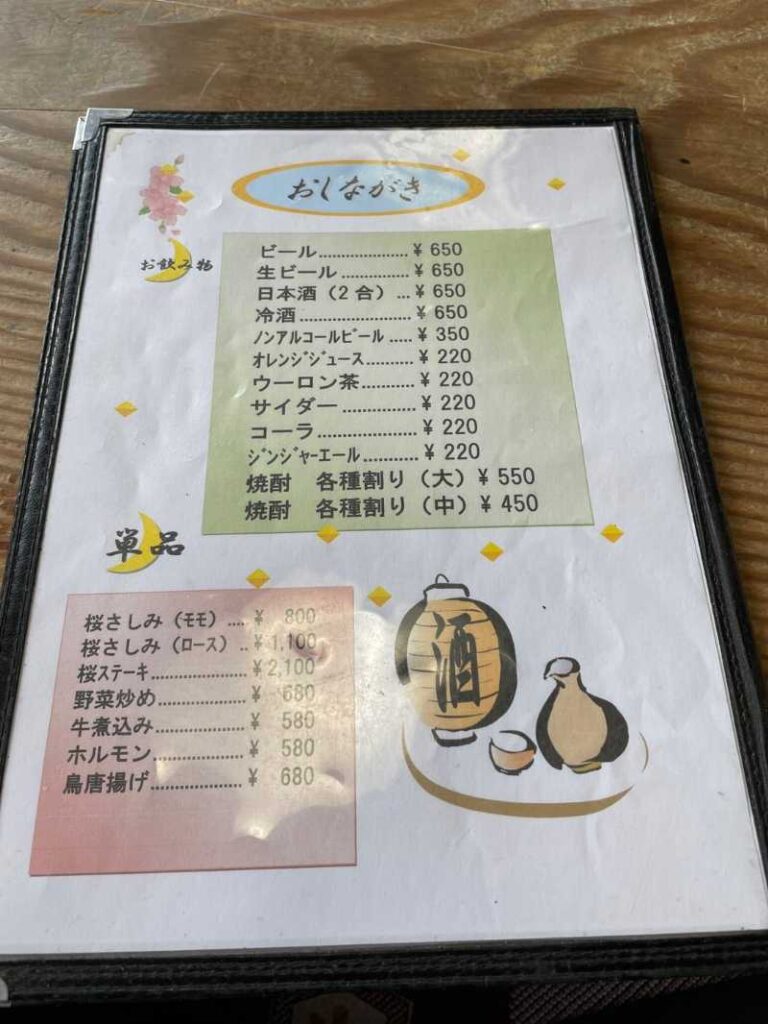 おしながき
お飲み物
ビール.....................¥ 650
生ビール ................¥ 650
日本酒（２合） ...¥ 650
冷酒..........................¥ 650
ﾉﾝｱﾙｺｰﾙﾋﾞｰﾙ .....¥ 350
ｵﾚﾝｼﾞｼﾞｭｰｽ...........¥ 220
ウーロン茶............¥ 220
サイダー .................¥ 220
コーラ.......................¥ 220
ｼﾞﾝｼﾞｬｰｴｰﾙ.............¥ 220
焼酎　各種割り（大）¥ 550
焼酎　各種割り（中）¥ 450
単品
桜さしみ（ﾓﾓ） ....¥ 800
桜さしみ（ﾛｰｽ） ..¥ 1,100
桜ｽﾃｰｷ......................¥ 2,100
野菜炒め....................¥ 680
牛煮込み....................¥ 580
ホルモン....................¥ 580
鳥唐揚げ.....................¥ 680
酒